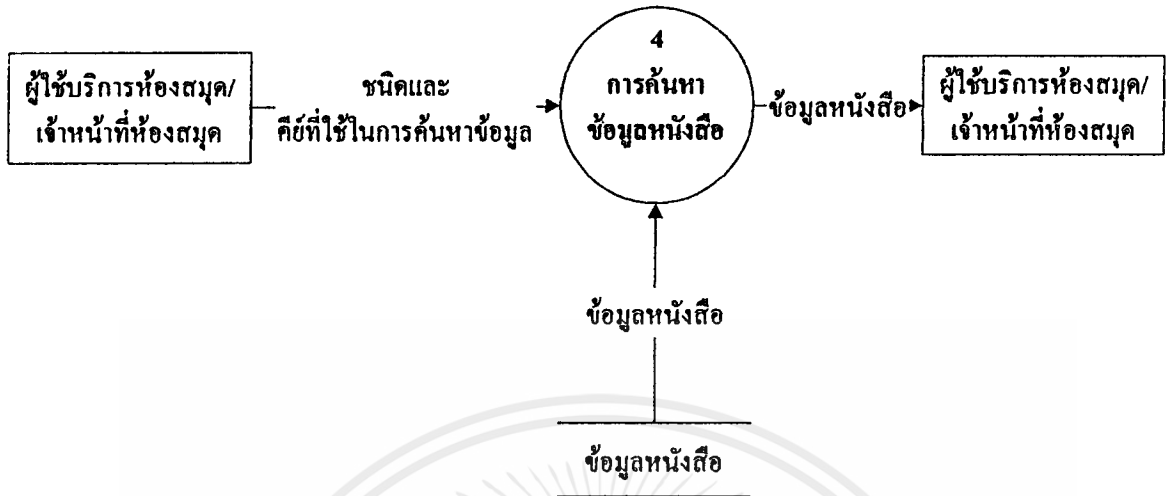 ผู้ใช้บริการห้องสมุด/
เจ้าหน้าที่ห้องสมุด
ชนิดและ
คีย์ที่ใช้ในการค้นหาข้อมูล
4
การค้นหา
ข้อมูลหนังสือ
ข้อมูลหนังสือ
ผู้ใช้บริการห้องสมุด/
เจ้าหน้าที่ห้องสมุด
ข้อมูลหนังสือ
ข้อมูลหนังสือ